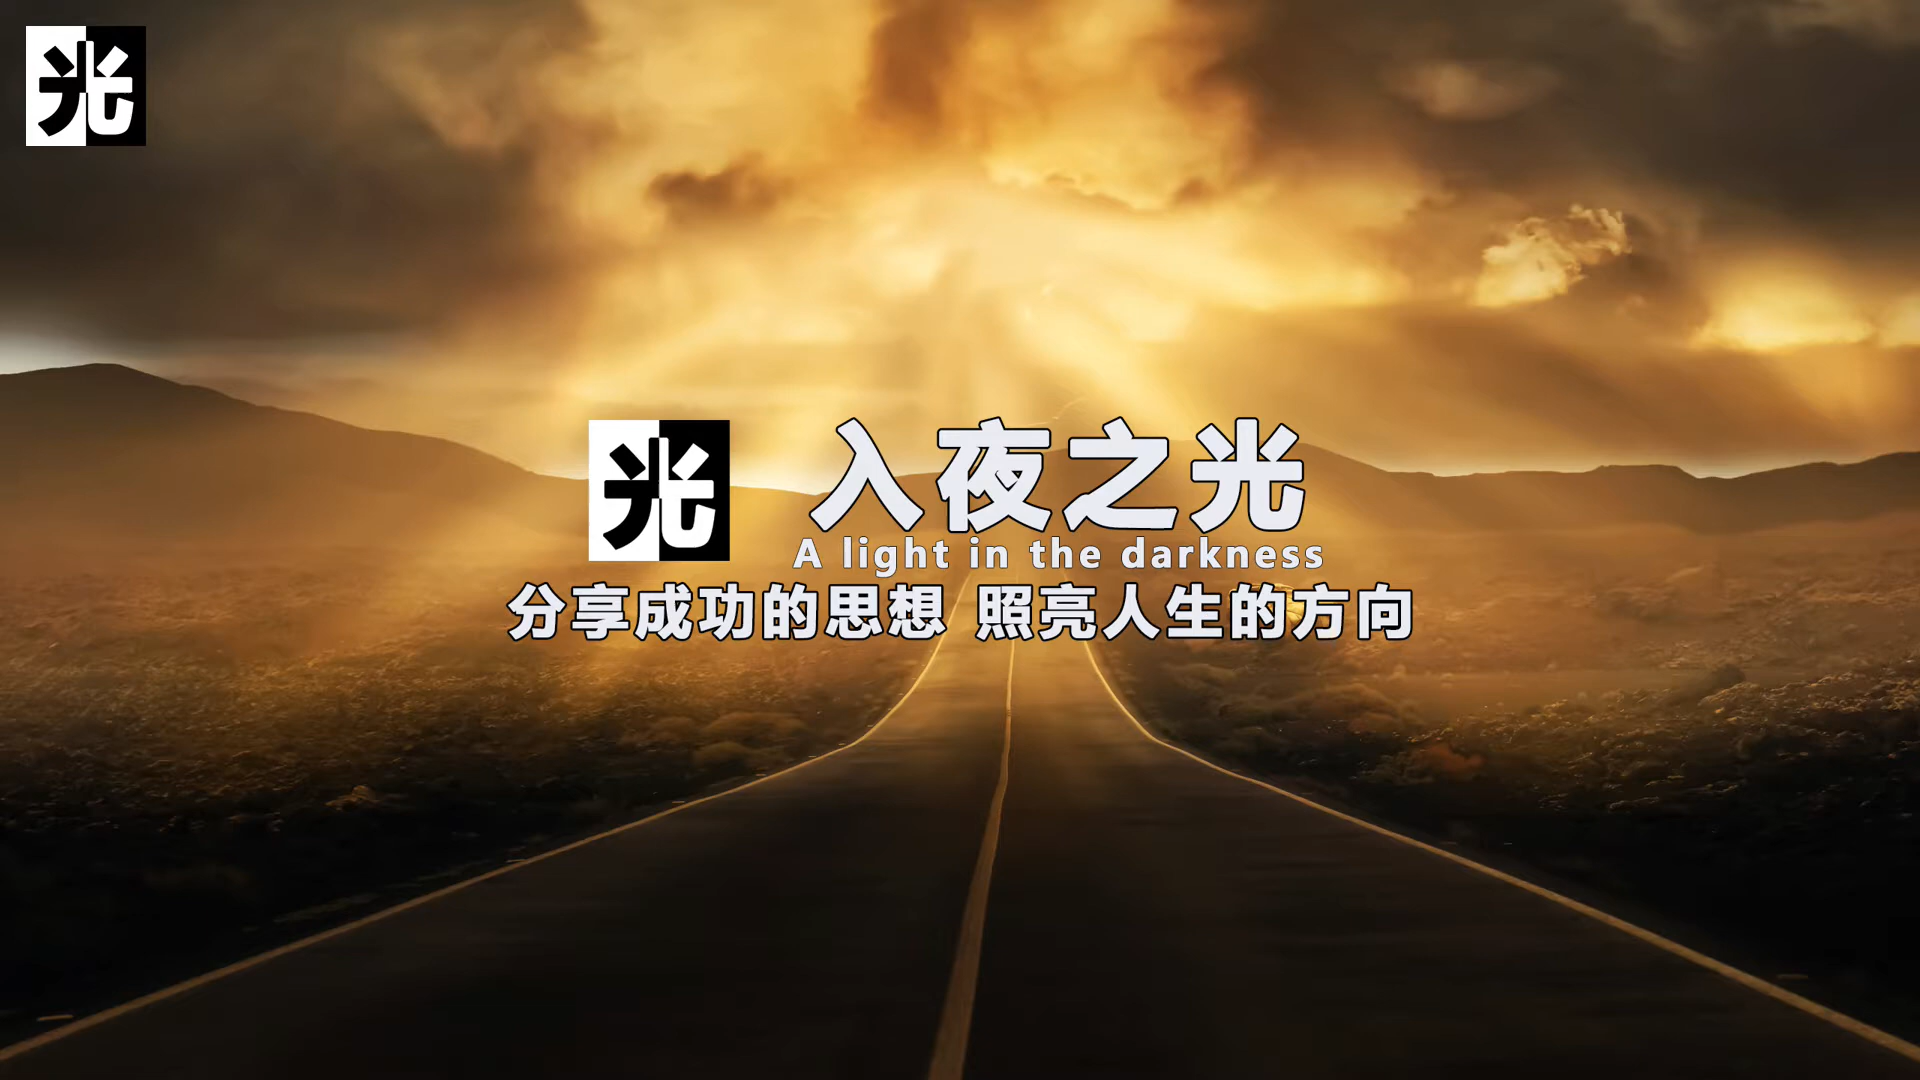 光
光 入夜之光
A light in the darkness
分享成功的思想 照亮人生的方向